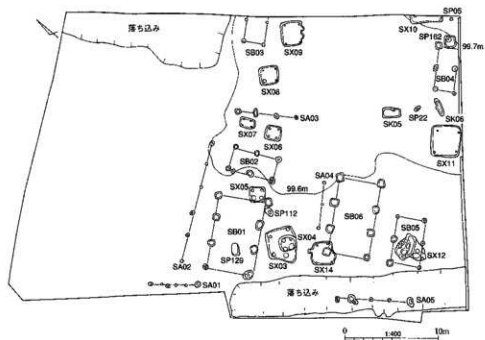 落ち込み
SX10
SP05
SP162
99.7m
SB03
SX09
SB04
SX08
SX07
SX06
SA03
SK05
SP22
SK06
SX11
SB02
99.6m
SA04
SX05
SP112
SB01
SB06
SB05
SX04
SP129
SX03
SX14
SX12
SA02
SA01
落ち込み
SA05
0
1:400
10m